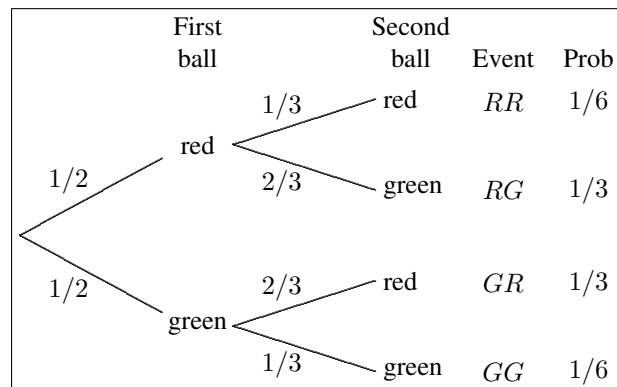 First Second
ball ball Event Prob
1/3 red RR 1/6
red
1/2
2/3 green RG 1/3
1/2 2/3 red GR 1/3
green
1/3 green GG 1/6